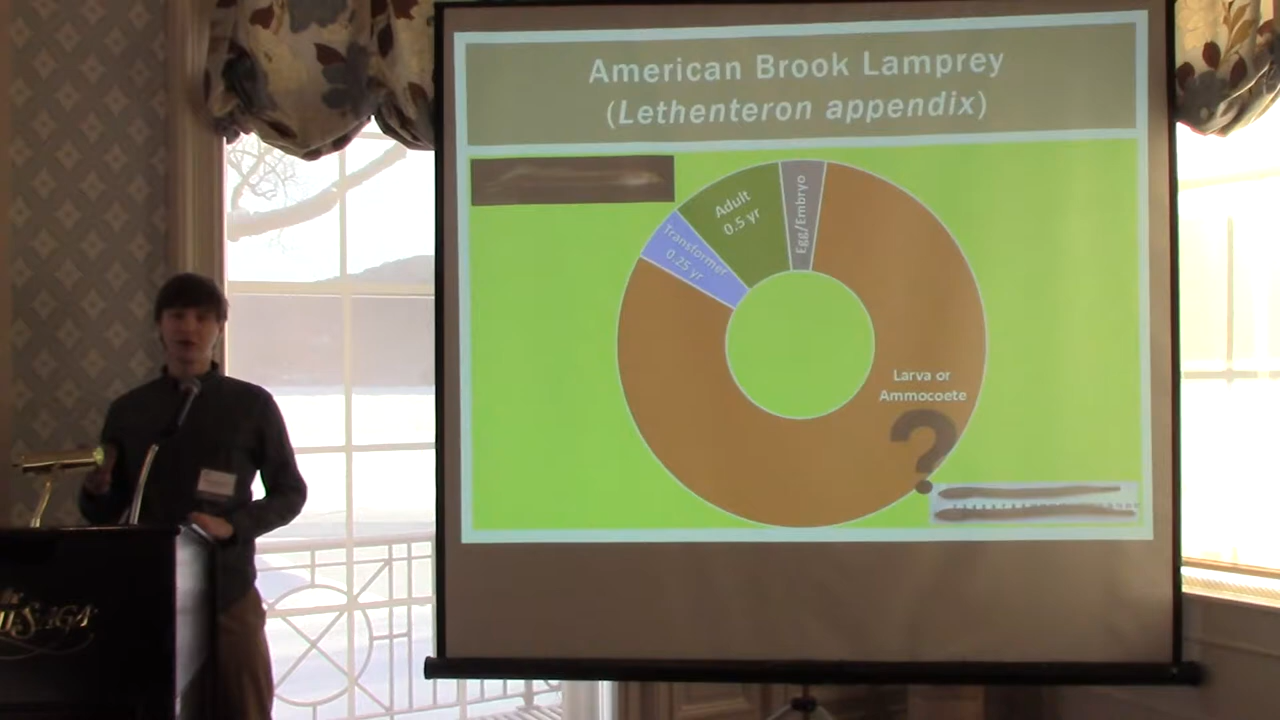 American Brook Lamprey
(Lethenteron appendix)
Adult
0.5 yr
Egg/Embryo
Transformer
0.25 yr
Larva or
Ammocoete
?